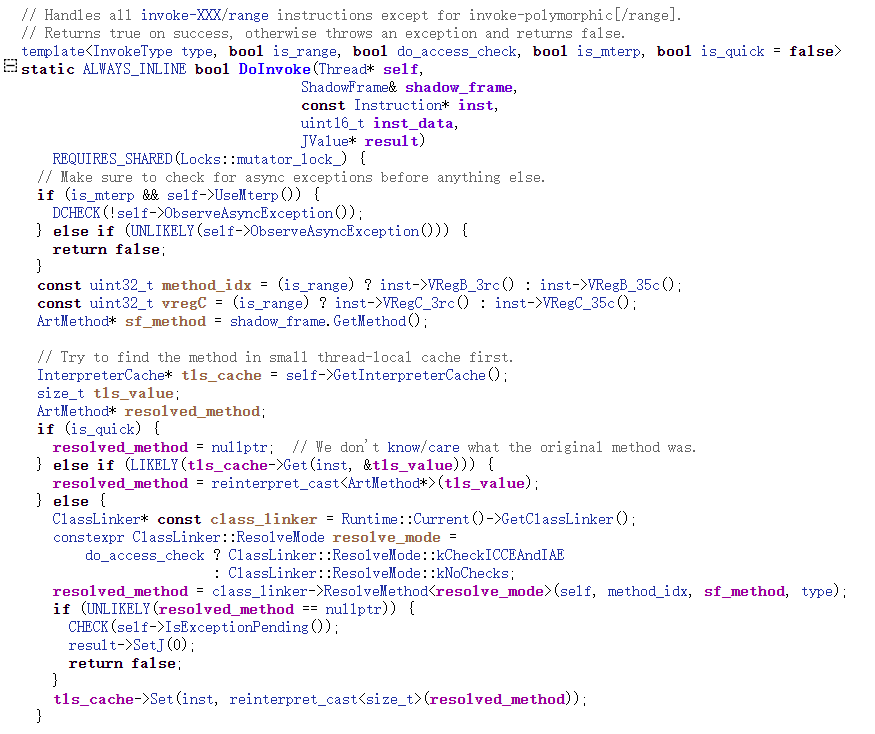 // Handles all invoke-XXX/range instructions except for invoke-polymorphic[/range].
// Returns true on success, otherwise throws an exception and returns false.
template<InvokeType type, bool is_range, bool do_access_check, bool is_mterp, bool is_quick = false>
static ALWAYS_INLINE bool DoInvoke(Thread* self,
                                   ShadowFrame& shadow_frame,
                                   const Instruction* inst,
                                   uint16_t inst_data,
                                   JValue* result)
    REQUIRES_SHARED(Locks::mutator_lock_) {
  // Make sure to check for async exceptions before anything else.
  if (is_mterp && self->UseMterp()) {
    DCHECK(!self->ObserveAsyncException());
  } else if (UNLIKELY(self->ObserveAsyncException())) {
    return false;
  }
  const uint32_t method_idx = (is_range) ? inst->VRegB_3rc() : inst->VRegB_35c();
  const uint32_t vregC = (is_range) ? inst->VRegC_3rc() : inst->VRegC_35c();
  ArtMethod* sf_method = shadow_frame.GetMethod();

  // Try to find the method in small thread-local cache first.
  InterpreterCache* tls_cache = self->GetInterpreterCache();
  size_t tls_value;
  ArtMethod* resolved_method;
  if (is_quick) {
    resolved_method = nullptr;  // We don't know/care what the original method was.
  } else if (LIKELY(tls_cache->Get(inst, &tls_value))) {
    resolved_method = reinterpret_cast<ArtMethod*>(tls_value);
  } else {
    ClassLinker* const class_linker = Runtime::Current()->GetClassLinker();
    constexpr ClassLinker::ResolveMode resolve_mode =
        do_access_check ? ClassLinker::ResolveMode::kCheckICCEAndIAE
                        : ClassLinker::ResolveMode::kNoChecks;
    resolved_method = class_linker->ResolveMethod<resolve_mode>(self, method_idx, sf_method, type);
    if (UNLIKELY(resolved_method == nullptr)) {
      CHECK(self->IsExceptionPending());
      result->SetJ(0);
      return false;
    }
    tls_cache->Set(inst, reinterpret_cast<size_t>(resolved_method));
  }